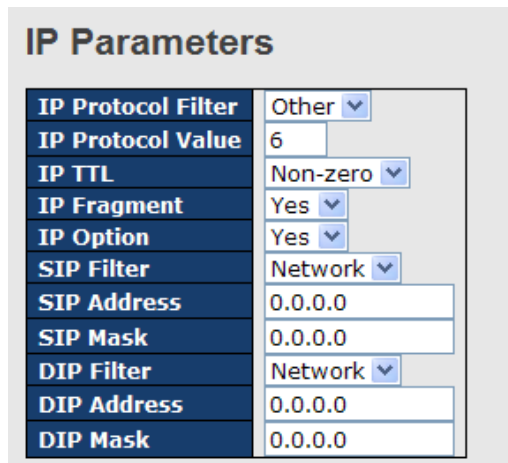 IP Parameters
IP Protocol Filter Other
IP Protocol Value 6
IP TTL Non-zero
IP Fragment Yes
IP Option Yes
SIP Filter Network
SIP Address 0.0.0.0
SIP Mask 0.0.0.0
DIP Filter Network
DIP Address 0.0.0.0
DIP Mask 0.0.0.0